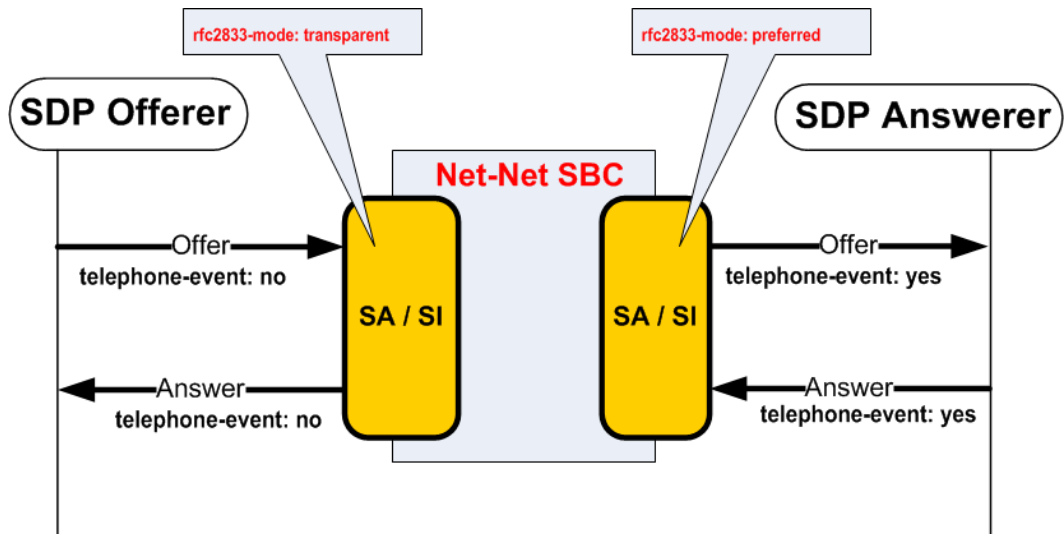 rfc2833-mode: transparent
rfc2833-mode: preferred
SDP Offerer
SDP Answerer
Net-Net SBC
Offer
telephone-event: no
Offer
telephone-event: yes
SA / SI
SA / SI
Answer
telephone-event: no
Answer
telephone-event: yes